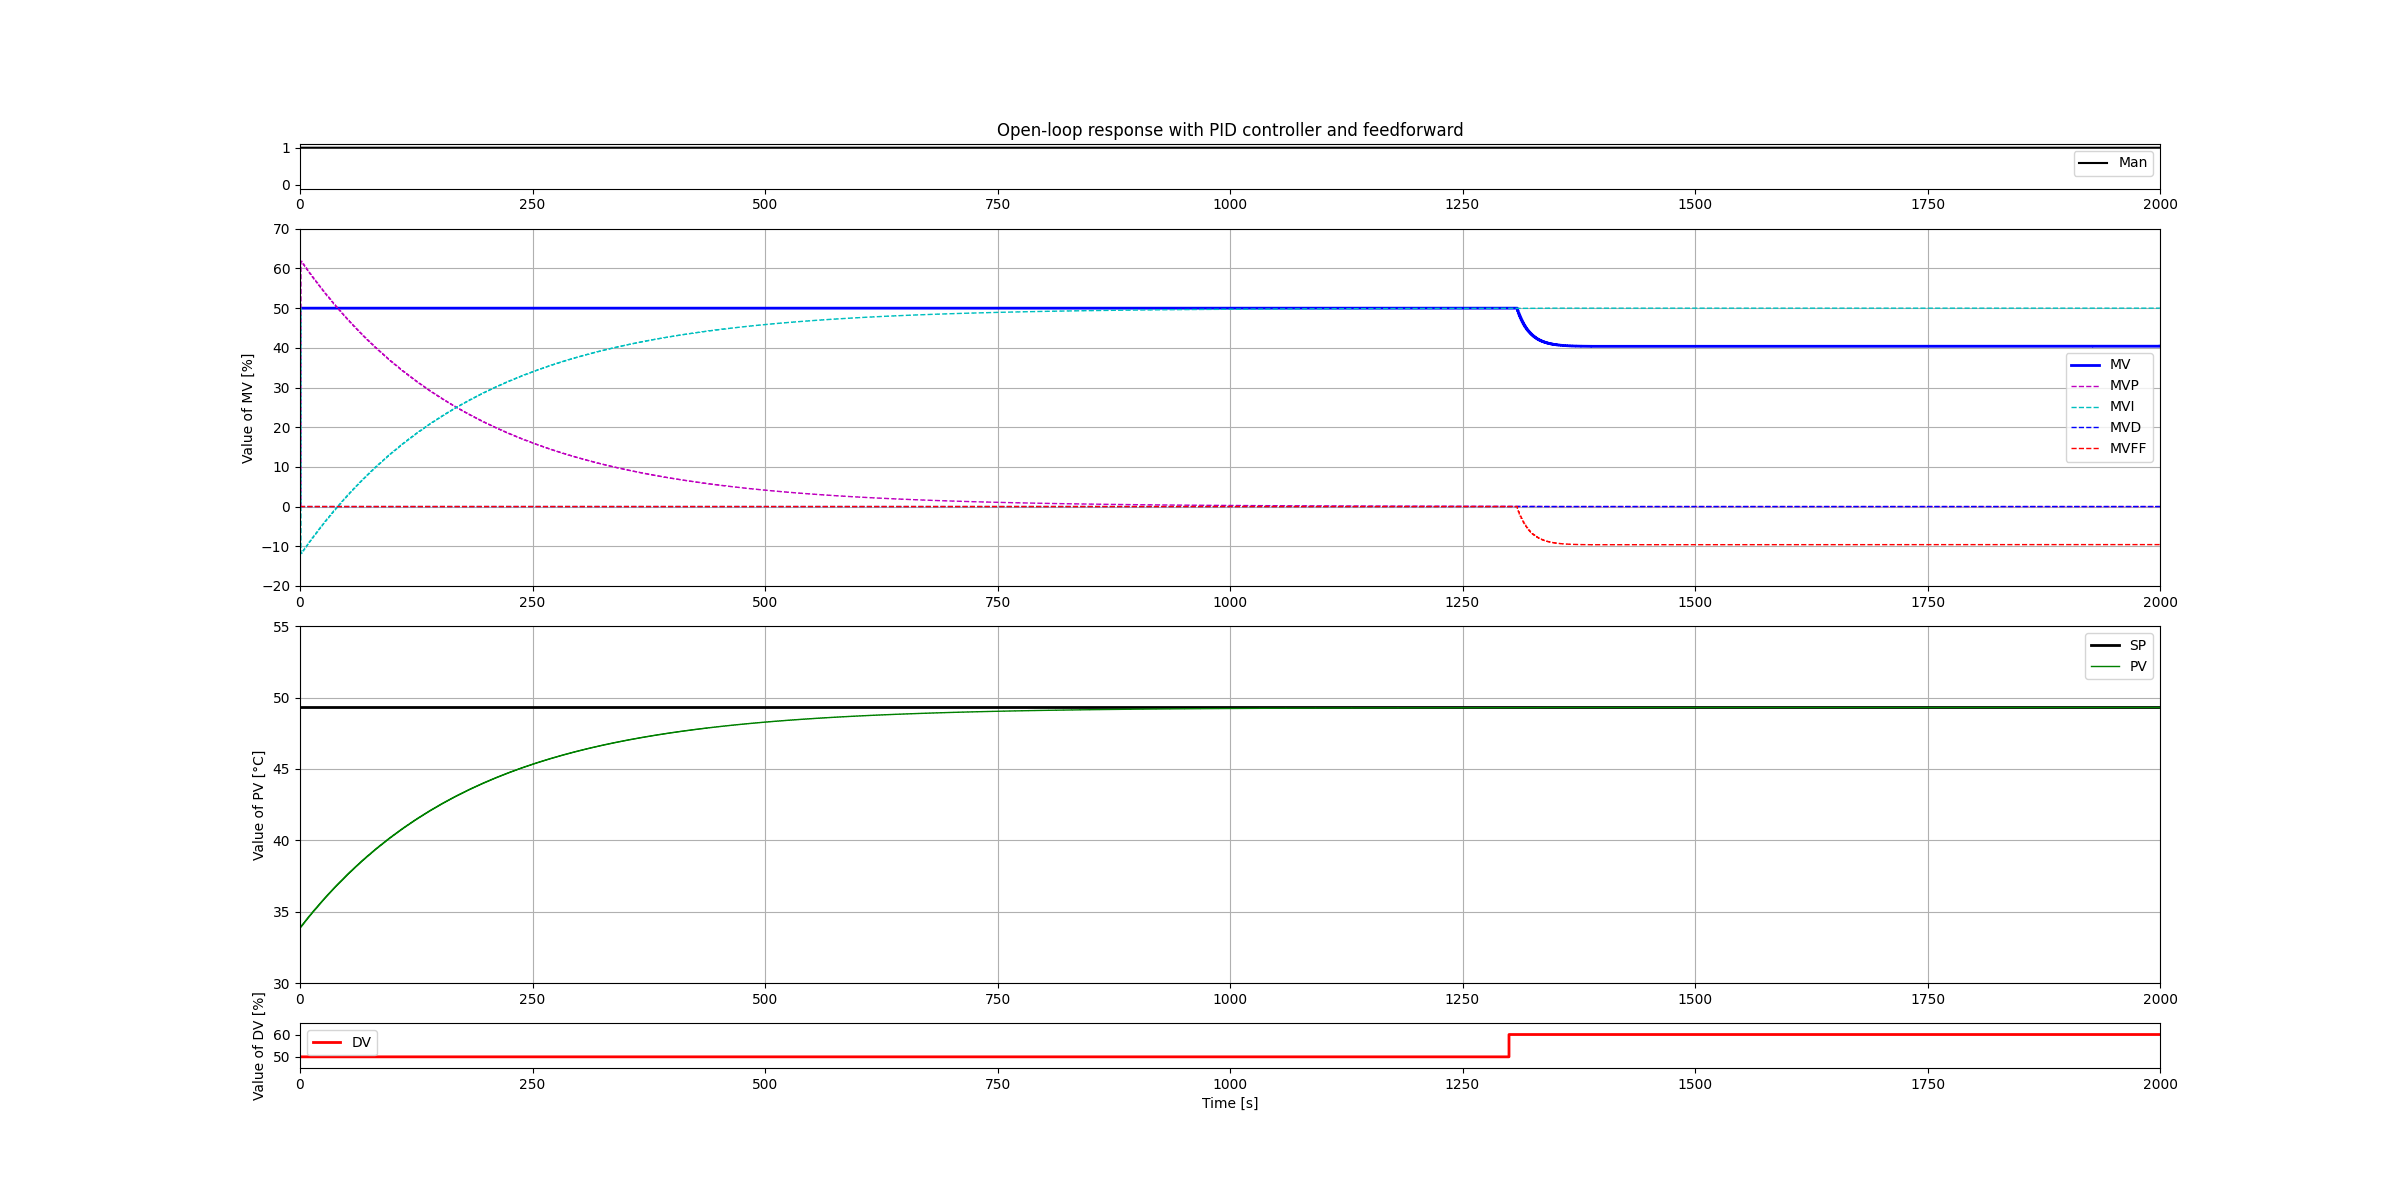 Open-loop response with PID controller and feedforward
1
0
Man
0 250 500 750 1000 1250 1500 1750 2000
Value of MV [%]
70
60
50
40
30
20
10
0
−10
−20
MV
MVP
MVI
MVD
MVFF
0 250 500 750 1000 1250 1500 1750 2000
Value of PV [°C]
55
50
45
40
35
30
SP
PV
0 250 500 750 1000 1250 1500 1750 2000
Value of DV [%]
60
50
DV
0 250 500 750 1000 1250 1500 1750 2000
Time [s]